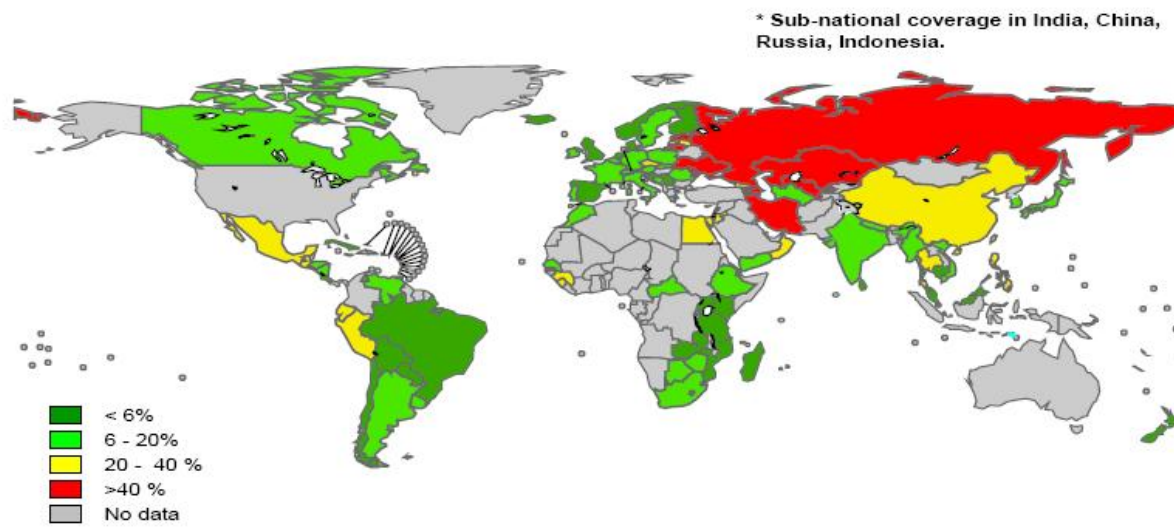 * Sub-national coverage in India, China,
Russia, Indonesia.
< 6%
6 - 20%
20 - 40 %
>40 %
No data